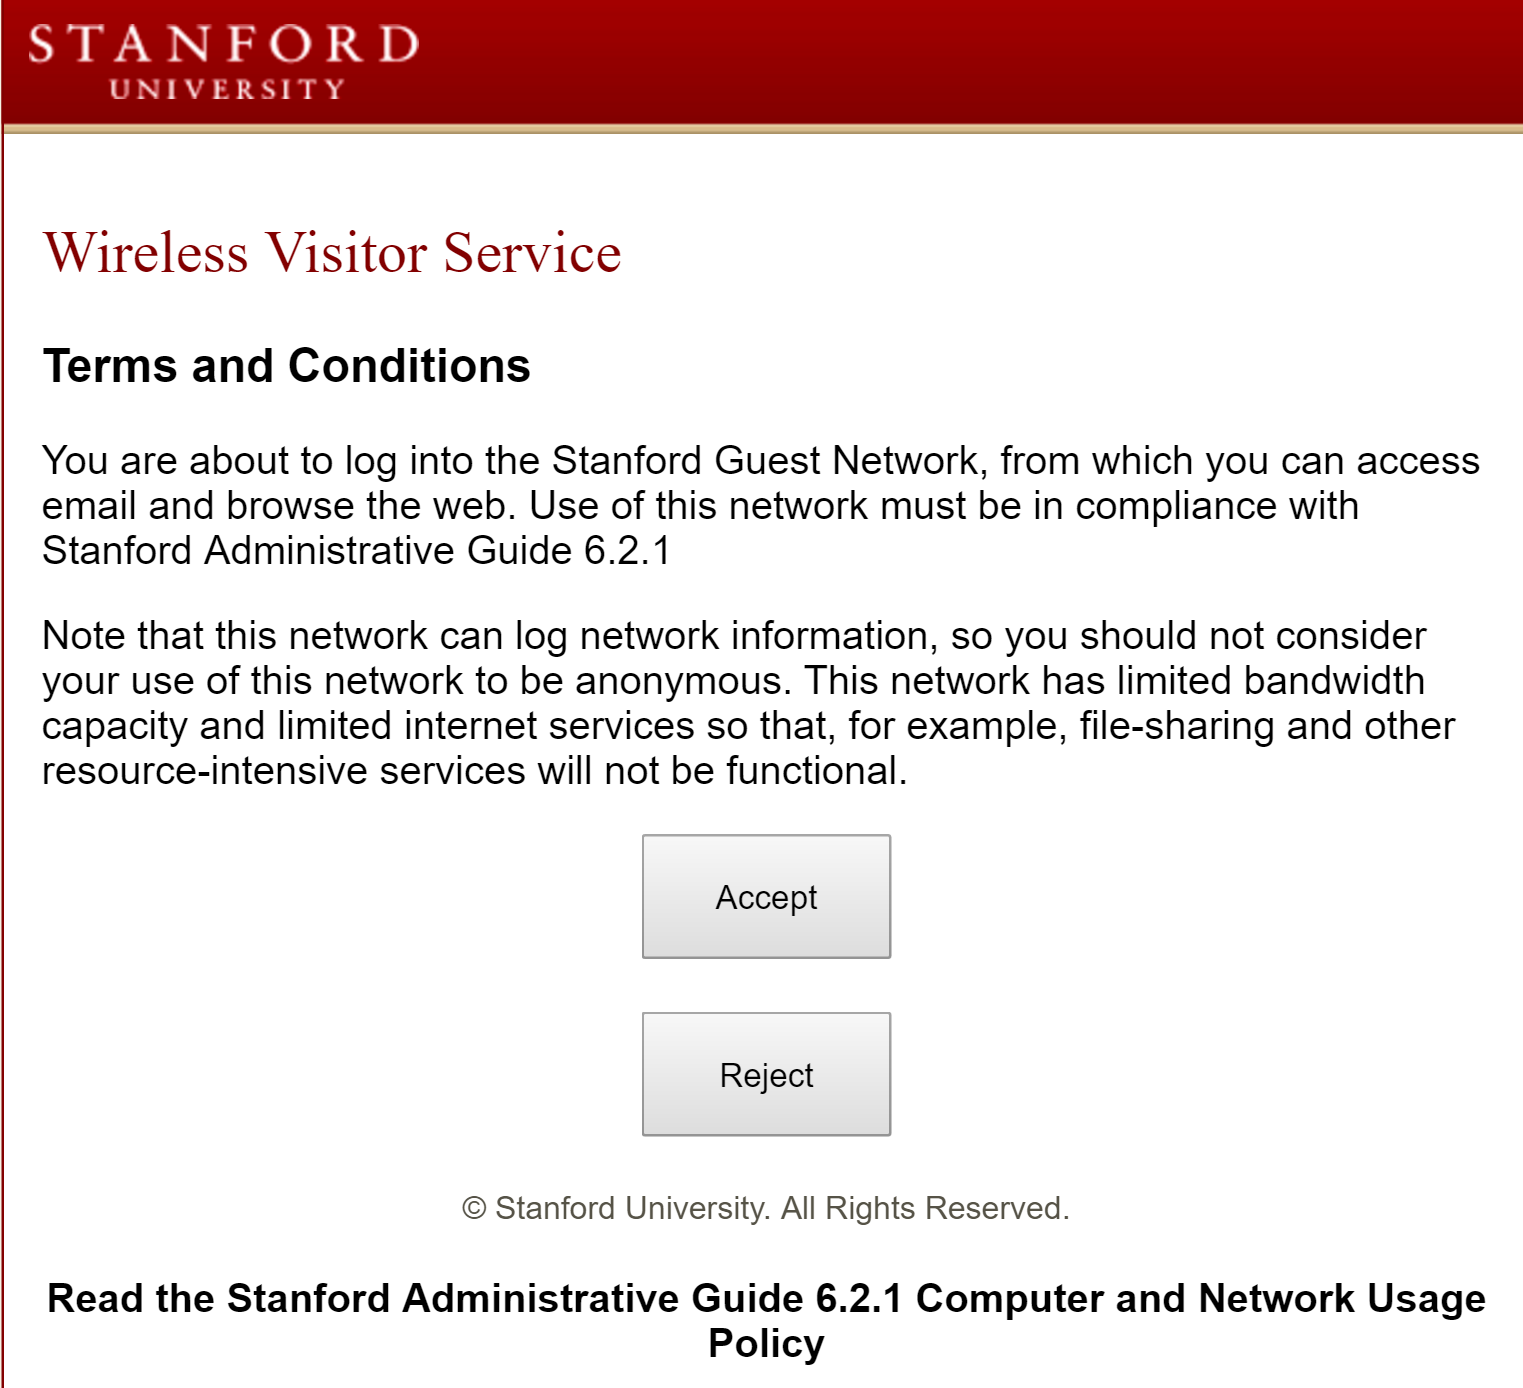 STANFORD
UNIVERSITY
Wireless Visitor Service
Terms and Conditions
You are about to log into the Stanford Guest Network, from which you can access
email and browse the web. Use of this network must be in compliance with
Stanford Administrative Guide 6.2.1
Note that this network can log network information, so you should not consider
your use of this network to be anonymous. This network has limited bandwidth
capacity and limited internet services so that, for example, file-sharing and other
resource-intensive services will not be functional.
Accept
Reject
© Stanford University. All Rights Reserved.
Read the Stanford Administrative Guide 6.2.1 Computer and Network Usage
Policy